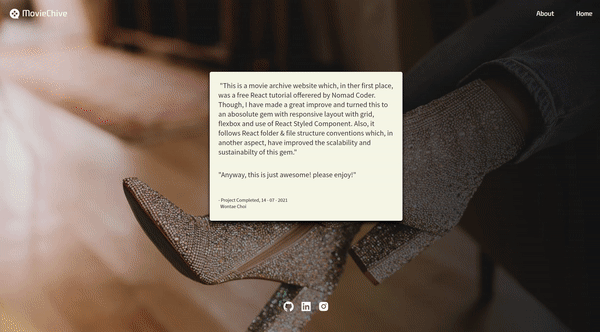 MovieChive
About
Home
"This is a movie archive website which, in ther first place,
was a free React tutorial offerered by Nomad Coder.
Though, I have made a great improve and turned this to
an abosolute gem with responsive layout with grid,
flexbox and use of React Styled Component. Also, it
follows React folder & file structure conventions which, in
another aspect, have improved the scalability and
sustainabilty of this gem."
"Anyway, this is just awesome! please enjoy!"
- Project Completed, 14 - 07 - 2021
Wontae Choi